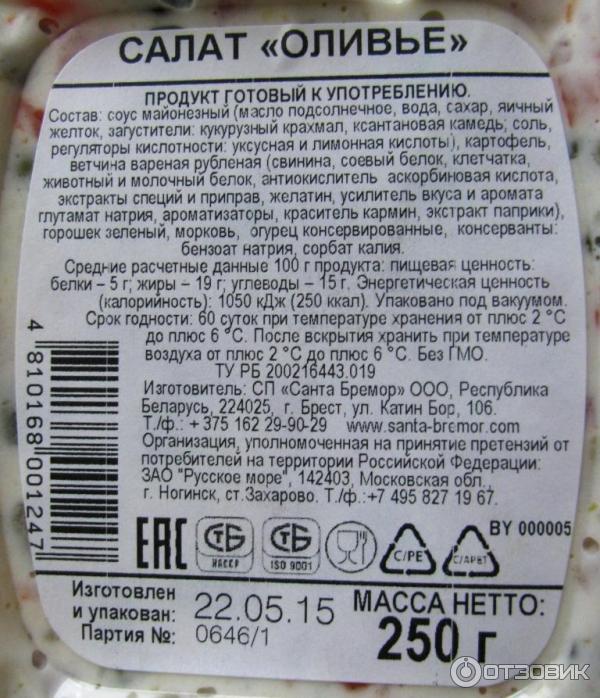 САЛАТ «ОЛИВЬЕ»
ПРОДУКТ ГОТОВЫЙ К УПОТРЕБЛЕНИЮ.
Состав: соус майонезный (масло подсолнечное, вода, сахар, яичный
желток, загустители: кукурузный крахмал, ксантановая камедь; соль,
регуляторы кислотности: уксусная и лимонная кислоты), картофель,
ветчина вареная рубленая (свинина, соевый белок, клетчатка,
животный и молочный белок, антиокислитель аскорбиновая кислота,
экстракты специй и приправ, желатин, усилитель вкуса и аромата
глутамат натрия, ароматизаторы, краситель кармин, экстракт паприки),
горошек зеленый, морковь, огурец консервированные, консерванты:
бензоат натрия, сорбат калия.
Средние расчетные данные 100 г продукта: пищевая ценность:
белки – 5 г; жиры – 19 г; углеводы – 15 г. Энергетическая ценность
(калорийность): 1050 кДж (250 ккал). Упаковано под вакуумом.
Срок годности: 60 суток при температуре хранения от плюс 2 °С
до плюс 6 °С. После вскрытия хранить при температуре
воздуха от плюс 2 °С до плюс 6 °С. Без ГМО.
ТУ РБ 200216443.019
Изготовитель: СП «Санта Бремор» ООО, Республика
Беларусь, 224025, г. Брест, ул. Катин Бор, 106.
Т./ф.: + 375 162 29-90-29 www.santa-bremor.com
Организация, уполномоченная на принятие претензий от
потребителей на территории Российской Федерации:
ЗАО "Русское море", 142403, Московская обл.,
г. Ногинск, ст.Захарово. Т./ф.:+7 495 827 19 67.
4 810168 001247
EAC
СТБ
НАССР
СТБ
ISO 9001
C/PE
C/APET
BY 000005
Изготовлен
и упакован: 22.05.15
Партия №: 0646/1
МАССА НЕТТО:
250 г
ОТЗОВИК